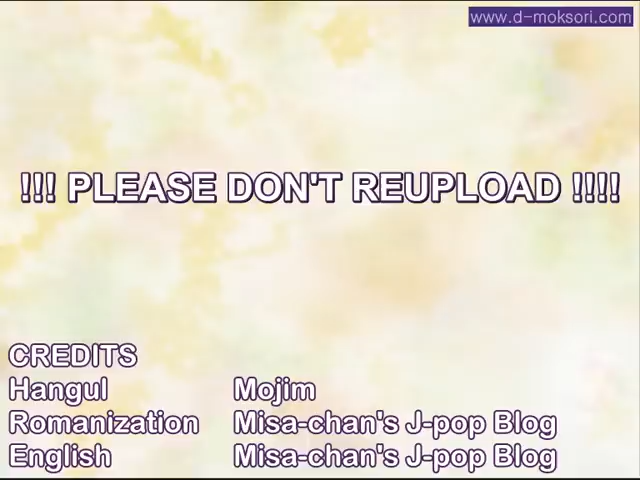 www.d-moksori.com
!!! PLEASE DON'T REUPLOAD !!!!
CREDITS
Hangul Mojim
Romanization Misa-chan's J-pop Blog
English Misa-chan's J-pop Blog